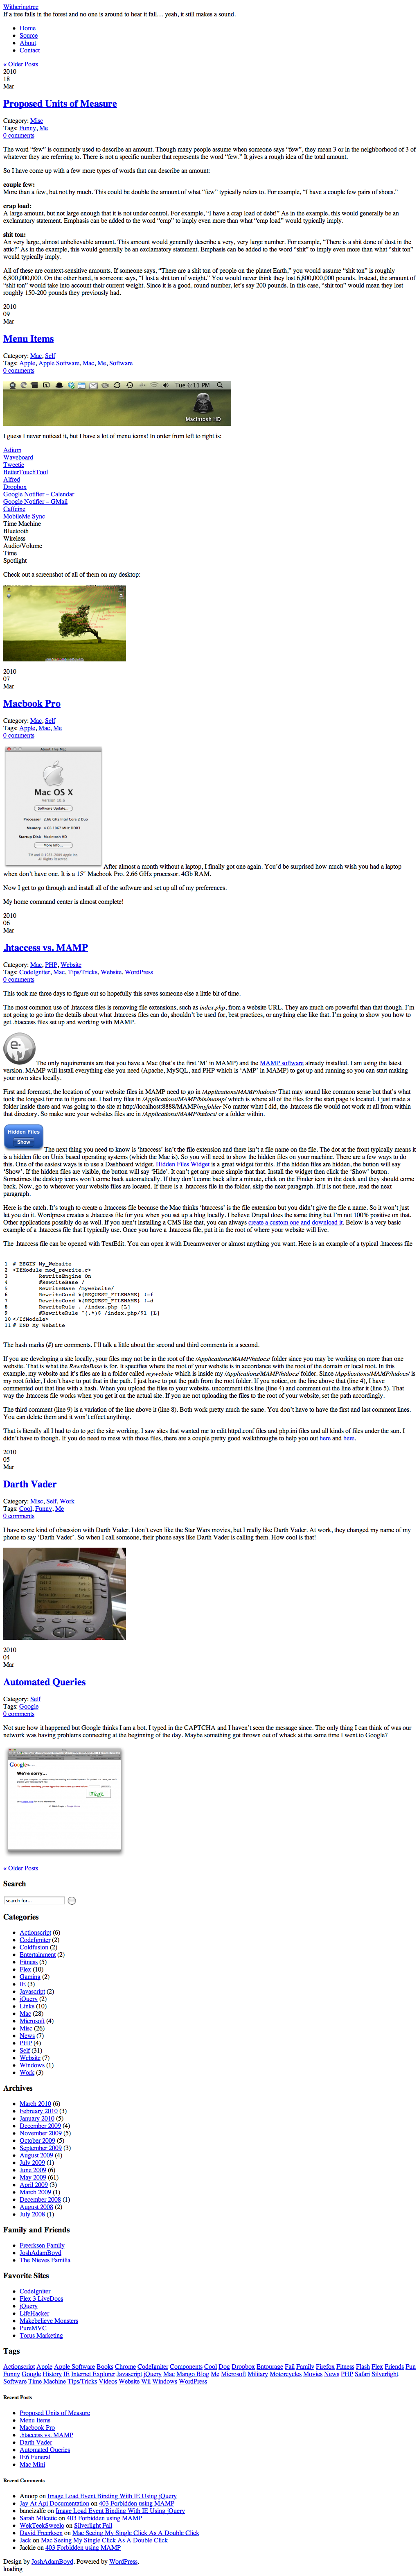 Witheringtree
If a tree falls in the forest and no one is around to hear it fall… yeah, it still makes a sound.
Home
Source
About
Contact
« Older Posts
2010
18
Mar
Proposed Units of Measure
Category: Misc
Tags: Funny, Me
0 comments
The word “few” is commonly used to describe an amount. Though many people assume when someone says “few”, they mean 3 or in the neighborhood of 3 of
whatever they are referring to. There is not a specific number that represents the word “few.” It gives a rough idea of the total amount.
So I have come up with a few more types of words that can describe an amount:
couple few:
More than a few, but not by much. This could be double the amount of what “few” typically refers to. For example, “I have a couple few pairs of shoes.”
crap load:
A large amount, but not large enough that it is out of control. For example, “I have a crap load of debt!” As in the example, this would generally be an
exclamatory statement. Emphasis can be added to the word “crap” to imply even more than what “crap load” would typically imply.
shit ton:
A very large, almost unbelievable amount. This amount would generally describe a very, very large number. For example, “There is a shit done of dust in the
attic!” As in the example, this would generally be an exclamatory statement. Emphasis can be added to the word “shit” to imply even more than what “shit ton”
would typically imply.
All of these are context-sensitive amounts. If someone says, “There are a shit ton of people on the planet Earth,” you would assume “shit ton” is roughly
6,800,000,000. On the other hand, is someone says, “I lost a shit ton of weight.” You would never think they lost 6,800,000,000 pounds. Instead, the amount of
“shit ton” would take into account their current weight. Since it is a good, round number, let’s say 200 pounds. In this case, “shit ton” would imply they lost
roughly 150-200 pounds they previously had.
2010
09
Mar
Menu Items
Category: Mac, Self
Tags: Apple, Apple Software, Mac, Me, Software
0 comments
Tue 6:11 PM
Macintosh HD
I guess I never noticed it, but I have a lot of menu icons! In order from left to right is:
Adium
Waveboard
Tweetie
BetterTouchTool
Alfred
Dropbox
Google Notifier – Calendar
Google Notifier – GMail
Caffeine
MobileMe Sync
Time Machine
Bluetooth
Wireless
Audio/Volume
Time
Spotlight
Check out a screenshot of all of them on my desktop:
2010
07
Mar
Macbook Pro
Category: Mac, Self
Tags: Apple, Mac, Me
0 comments
About This Mac
Mac OS X
Version 10.6
Software Update...
Processor 2.66 GHz Intel Core 2 Duo
Memory 4 GB 1067 MHz DDR3
Startup Disk Macintosh HD
More Info...
After almost a month without a laptop, I finally got one again. You’d be surprised how much wish you had a laptop
when don’t have one. It is a 15″ Macbook Pro. 2.66 GHz processor. 4Gb RAM.
Now I get to go through and install all of the software and set up all of my preferences.
My home command center is almost complete!
2010
06
Mar
.htaccess vs. MAMP
Category: Mac, PHP, Website
Tags: CodeIgniter, Mac, Tips/Tricks, Website, WordPress
0 comments
This took me three days to figure out so hopefully this saves someone else a little bit of time.
The most common use of .htaccess files is removing file extensions, such as index.php, from a website URL. They are much ore powerful than that though. I’m
not going to go into the details about what .htaccess files can do, shouldn’t be used for, best practices, or anything else like that. I’m going to show you how to
get .htaccess files set up and working with MAMP.
The only requirements are that you have a Mac (that’s the first ‘M’ in MAMP) and the MAMP software already installed. I am using the latest
version. MAMP will install everything else you need (Apache, MySQL, and PHP which is ‘AMP’ in MAMP) to get up and running so you can start making
your own sites locally.
First and foremost, the location of your website files in MAMP need to go in /Applications/MAMP/htdocs/ That may sound like common sense but that’s what
took me the longest to figure out. I had my files in /Applications/MAMP/bin/mamp/ which took me to the local start page in which I hosted a page that listed all of
folder inside there and was going to my site at http://localhost:8888/MAMP/myfolder No matter what I did, the .htaccess file would not work at all from within
that directory. So make sure your websites files are in /Applications/MAMP/htdocs/ or a folder within.
Hidden Files
Show
The next thing you need to know is ‘htaccess’ isn’t the file extension and there isn’t a file name on the file. The dot at the front typically means it
is a hidden file on Unix based operating systems (which the Mac is). So you will need to show hidden files to see the file on your system. There are many ways to do this.
One of the easiest ways is to use a Dashboard widget. Hidden Files Widget is a great widget for this. If the hidden files are hidden, the button will say
‘Show’. If the hidden files are visible, the button will say ‘Hide’. It can’t get any more simple than that. Install the widget, and click ‘Show’.
Sometimes the desktop icons won’t come back automatically. If they don’t come back after a minute, click on the Finder icon in the dock and they should
come back. Now, go to wherever your website files are located. If there is a .htaccess file in that folder, skip the next paragraph. If it is not there, read the next
paragraph.
Here is the catch. It’s tough to create a .htaccess file because the Mac thinks ‘htaccess’ is the file extension but you didn’t give the file a name. So it won’t let
you do it. Wordpress creates a .htaccess file for you when you set up a blog locally. I believe Drupal does the same thing but I’m not 100% positive on that.
Other applications possibly do as well. If you aren’t installing a CMS like that, you can always create a custom one and download it. Below is a very basic
example of a .htaccess file that I typically use. Once you have a .htaccess file, put it in the root of where your website will live.
The .htaccess file can be opened with TextEdit. You can open it with Dreamweaver or almost anything you want. Here is an example of a typical .htaccess file
1 # BEGIN My_Website
2 <IfModule mod_rewrite.c>
3 RewriteEngine On
4 #RewriteBase /
5 RewriteBase /mywebsite/
6 RewriteCond %{REQUEST_FILENAME} !-f
7 RewriteCond %{REQUEST_FILENAME} !-d
8 RewriteRule . /index.php [L]
9 #RewriteRule ^(.*)$ /index.php/$1 [L]
10 </IfModule>
11 # END My_Website
The hash marks (#) are comments. I’ll talk a little about the second and third comments in a second.
If you are developing a site locally, your files may not be in the root of the /Applications/MAMP/htdocs/ folder since you may be working on more than one
website. That is what the RewriteBase is for. It specifies where the root of your website is in accordance with the root of the domain or local root. In this
example, my website and it’s files are in a folder called mywebsite which is inside my /Applications/MAMP/htdocs/ folder. Since /Applications/MAMP/htdocs/ is
my root folder, I don’t have to put that in the path. I just have to put the path from the root folder. If you notice, on the line above that (line 4), I have
commented out that line with a hash. When you upload the files to your website, uncomment this line (line 4) and comment out the line after it (line 5). This
makes the paths change when you get it on the actual site. If you are not uploading the files to the root of the domain, update this path accordingly.
The third comment (line 9) is a variation of the line above it (line 8). Both work pretty much the same. You don’t have to have the first and last comment lines.
You can delete them and it won’t effect anything.
That is literally all I had to do to get the site working. I saw sites that wanted me to edit httpd.conf files and php.ini files and all kinds of files under the sun. I
didn’t have to though. If you do need to mess with those files, there are a couple pretty good walkthroughs to help you out here and here.
2010
05
Mar
Darth Vader
Category: Misc, Self, Work
Tags: Cool, Funny, Me
0 comments
I have some kind of obsession with Darth Vader. I don’t even like the Star Wars movies, but I really like Darth Vader. At work, they changed my name of
phone to say ‘Darth Vader’. So when I call someone, their phone says Darth Vader is calling them. How cool is that!
2010
04
Mar
Automated Queries
Category: Self
Tags: Google
0 comments
Not sure how it happened but Google thinks I am a bot. I typed in the CAPTCHA and I haven’t seen the message since. The only thing I can think of was our
network was having problems connecting at the beginning of the day. Maybe something got thrown out of whack at the same time I went to Google?
Google
We're sorry...
« Older Posts
Search
search for...
Categories
Actionscript (6)
CodeIgniter (2)
Coldfusion (2)
Entertainment (2)
Fitness (5)
Flex (10)
Gaming (2)
IE (3)
Javascript (2)
jQuery (2)
Links (10)
Mac (28)
Microsoft (4)
Misc (26)
News (7)
PHP (4)
Self (31)
Website (7)
Windows (1)
Work (3)
Archives
March 2010 (6)
February 2010 (3)
January 2010 (5)
December 2009 (4)
November 2009 (5)
October 2009 (5)
September 2009 (3)
August 2009 (4)
July 2009 (1)
June 2009 (6)
May 2009 (61)
April 2009 (3)
March 2009 (1)
December 2008 (1)
August 2008 (2)
July 2008 (1)
Family and Friends
Freerksen Family
JoshAdamBoyd
The Nieves Familia
Favorite Sites
CodeIgniter
Flex 3 LiveDocs
jQuery
LifeHacker
Makebelieve Monsters
PureMVC
Torus Marketing
Tags
Actionscript Apple Apple Software Books Chrome CodeIgniter Components Cool Dog Dropbox Entourage Fail Family Firefox Fitness Flash Flex Friends Fun
Funny Google History IE Internet Explorer Javascript jQuery Mac Mango Blog Me Microsoft Military Motorcycles Movies News PHP Safari Silverlight
Software Time Machine Tips/Tricks Videos Website Wii Windows WordPress
Recent Posts
Proposed Units of Measure
Menu Items
Macbook Pro
.htaccess vs. MAMP
Darth Vader
Automated Queries
IE6 Funeral
Mac Mini
Recent Comments
Anoop on Image Load Event Binding With IE Using jQuery
Jay At Api Documentation on 403 Forbidden using MAMP
baneizalfe on Image Load Event Binding With IE Using jQuery
Sarah Milcetic on 403 Forbidden using MAMP
WekTeekSweelo on Silverlight Fail
David Freerksen on Mac Seeing My Single Click As A Double Click
Jack on Mac Seeing My Single Click As A Double Click
Jackie on 403 Forbidden using MAMP
Design by JoshAdamBoyd. Powered by WordPress.
loading